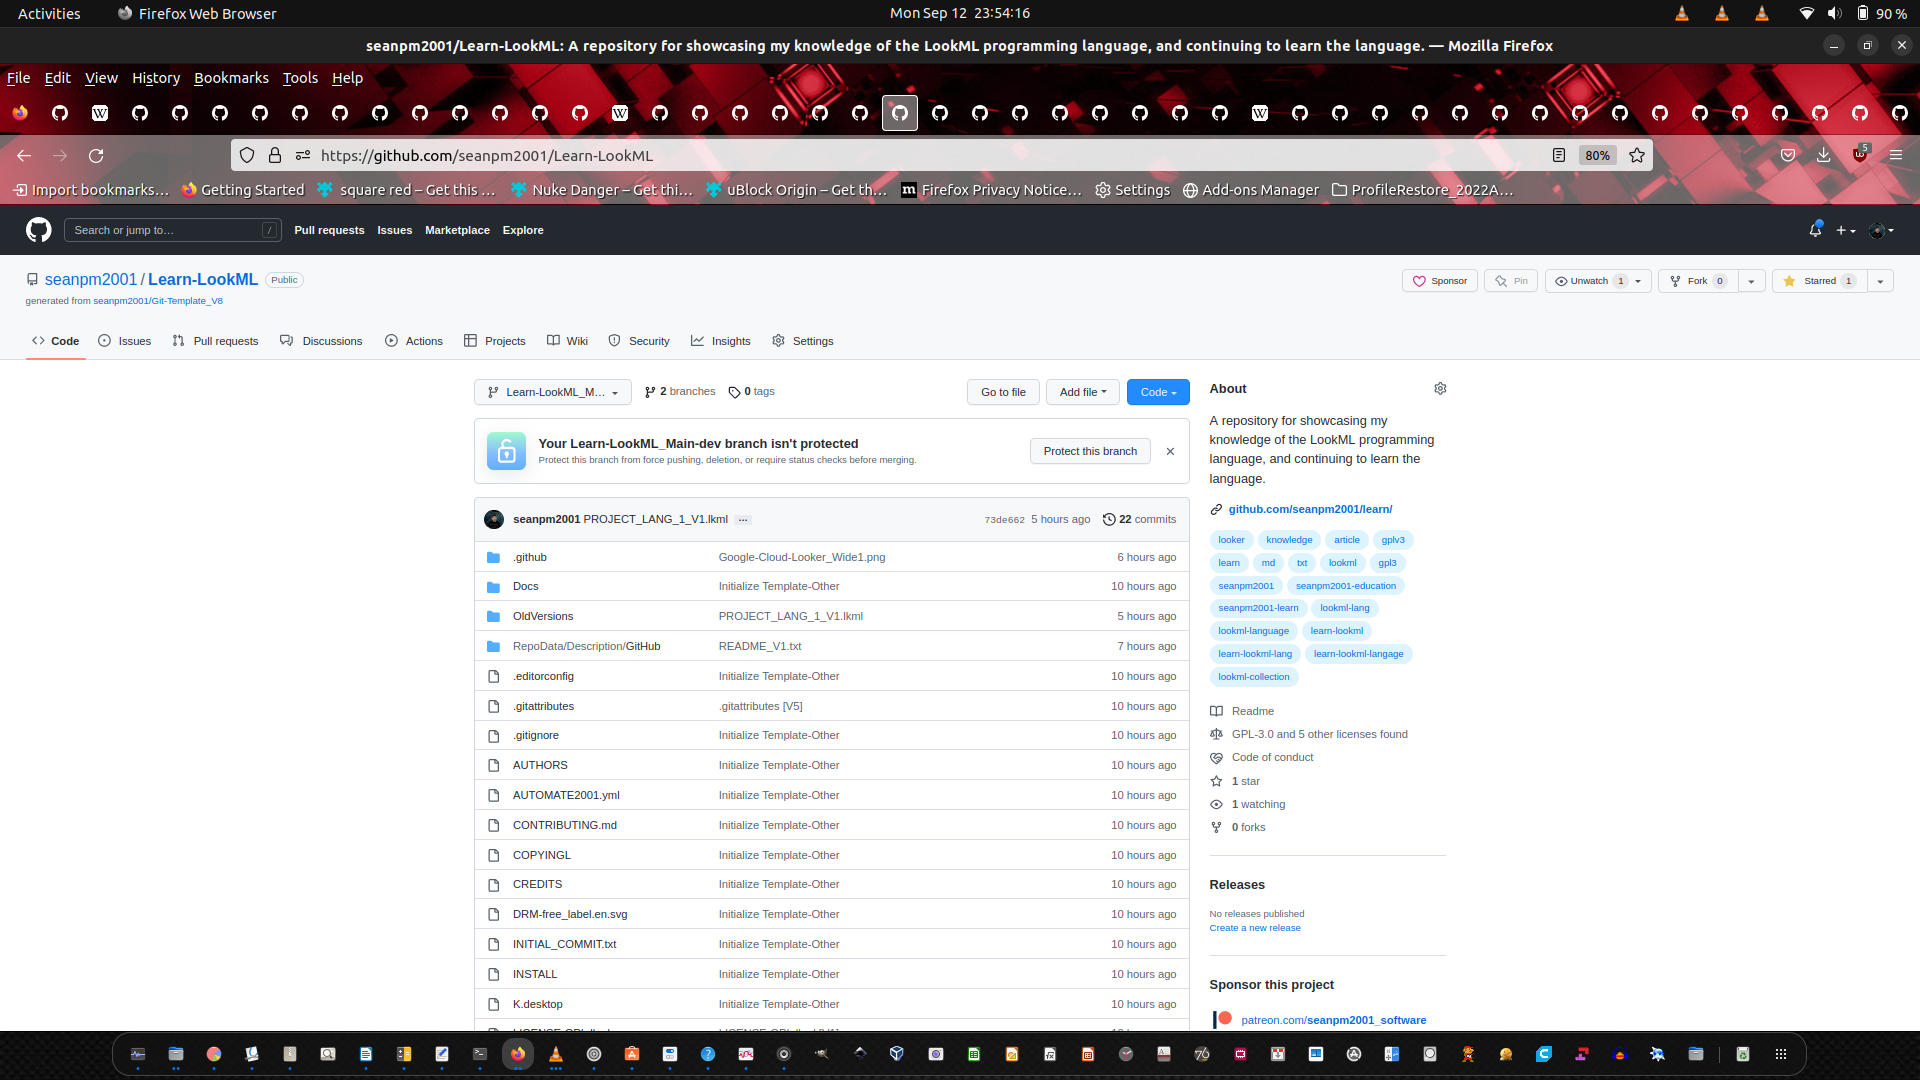 Activities
Firefox Web Browser
Mon Sep 12 23:54:16
90 %
seanpm2001/Learn-LookML: A repository for showcasing my knowledge of the LookML programming language, and continuing to learn the language. — Mozilla Firefox
File Edit View History Bookmarks Tools Help
https://github.com/seanpm2001/Learn-LookML
80%
5
Import bookmarks…
Getting Started
square red – Get this …
Nuke Danger – Get thi…
uBlock Origin – Get th…
Firefox Privacy Notice…
Settings
Add-ons Manager
ProfileRestore_2022A…
Search or jump to… /
Pull requests Issues Marketplace Explore
seanpm2001 / Learn-LookML Public
generated from seanpm2001/Git-Template_V8
Sponsor
Pin
Unwatch 1
Fork 0
Starred 1
Code
Issues
Pull requests
Discussions
Actions
Projects
Wiki
Security
Insights
Settings
Learn-LookML_M…
2 branches
0 tags
Go to file
Add file
Code
Your Learn-LookML_Main-dev branch isn't protected
Protect this branch from force pushing, deletion, or require status checks before merging.
Protect this branch
seanpm2001 PROJECT_LANG_1_V1.lkml … 73de662 5 hours ago 22 commits
.github Google-Cloud-Looker_Wide1.png 6 hours ago
Docs Initialize Template-Other 10 hours ago
OldVersions PROJECT_LANG_1_V1.lkml 5 hours ago
RepoData/Description/GitHub README_V1.txt 7 hours ago
.editorconfig Initialize Template-Other 10 hours ago
.gitattributes .gitattributes [V5] 10 hours ago
.gitignore Initialize Template-Other 10 hours ago
AUTHORS Initialize Template-Other 10 hours ago
AUTOMATE2001.yml Initialize Template-Other 10 hours ago
CONTRIBUTING.md Initialize Template-Other 10 hours ago
COPYINGL Initialize Template-Other 10 hours ago
CREDITS Initialize Template-Other 10 hours ago
DRM-free_label.en.svg Initialize Template-Other 10 hours ago
INITIAL_COMMIT.txt Initialize Template-Other 10 hours ago
INSTALL Initialize Template-Other 10 hours ago
K.desktop Initialize Template-Other 10 hours ago
About
A repository for showcasing my
knowledge of the LookML programming
language, and continuing to learn the
language.
github.com/seanpm2001/learn/
looker knowledge article gplv3
learn md txt lookml gpl3
seanpm2001 seanpm2001-education
seanpm2001-learn lookml-lang
lookml-language learn-lookml
learn-lookml-lang learn-lookml-langage
lookml-collection
Readme
GPL-3.0 and 5 other licenses found
Code of conduct
1 star
1 watching
0 forks
Releases
No releases published
Create a new release
Sponsor this project
patreon.com/seanpm2001_software